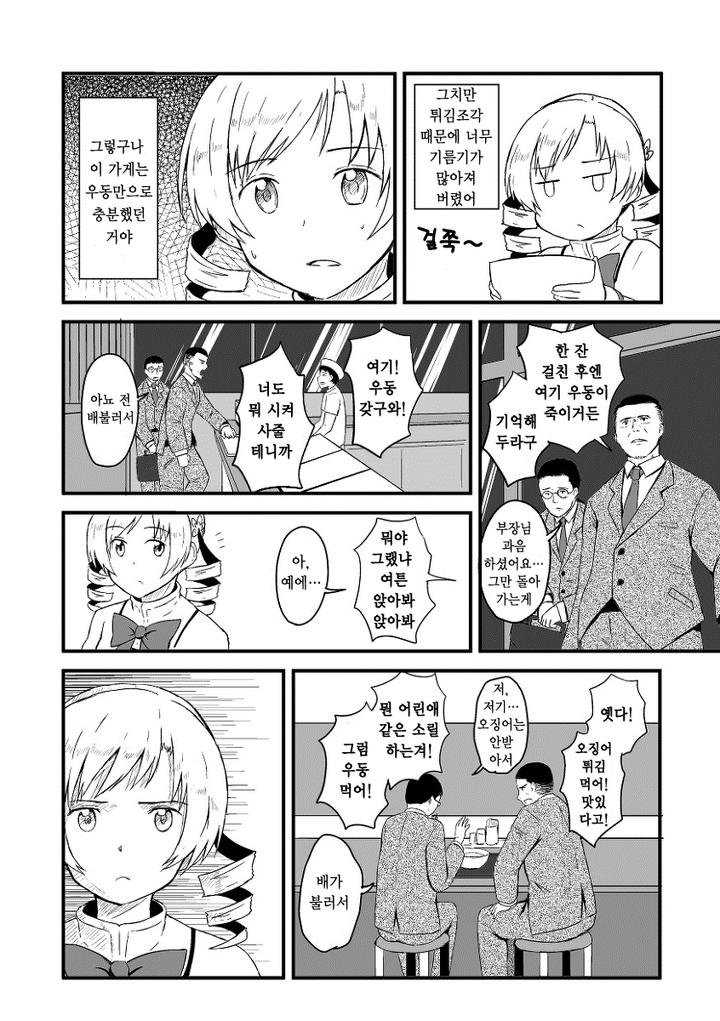 그치만
튀김조각
때문에 너무
기름기가
많아져
버렸어
걸쭉~
그렇구나
이 가게는
우동만으로
충분했던
거야
한 잔
걸친 후엔
여기 우동이
죽이거든
기억해
두라구
부장님
과음
하셨어요…
그만 돌아
가는게
여기!
우동
갖구와!
너도
뭐 시켜
사줄
테니까
아뇨 전
배불러서
뭐야
그랬냐
여튼
앉아봐
앉아봐
아,
예에…
옛다!
오징어
튀김
먹어!
맛있
다고!
저,
저기…
오징어는
안받
아서
뭔 어린애
같은 소릴
하는겨!
그럼
우동
먹어!
배가
불러서